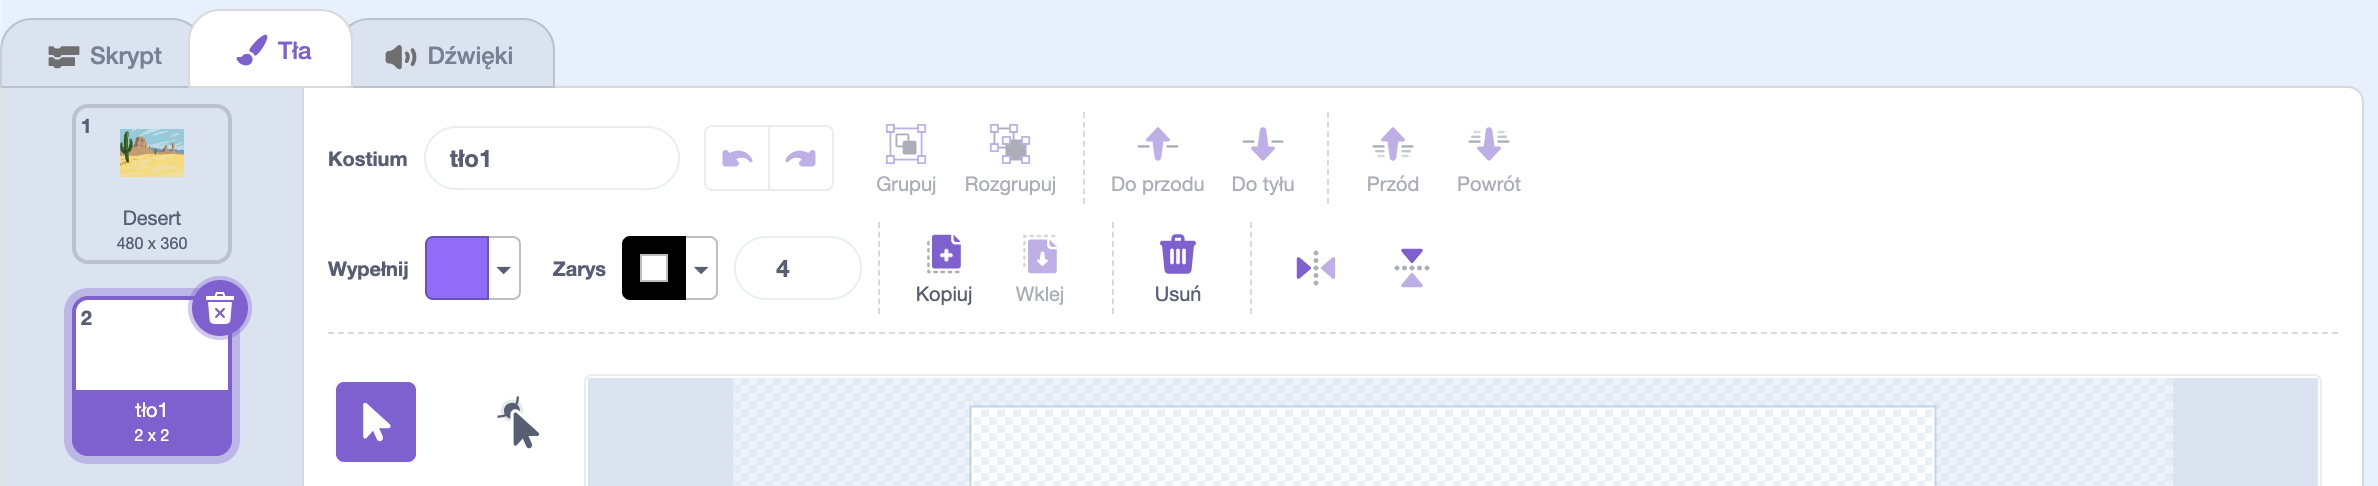 Skrypt
Tła
Dźwięki
1
Desert
480 x 360
2
tło1
2 x 2
Kostium
tło1
Grupuj
Rozgrupuj
Do przodu
Do tyłu
Przód
Powrót
Wypełnij
Zarys
4
Kopiuj
Wklej
Usuń